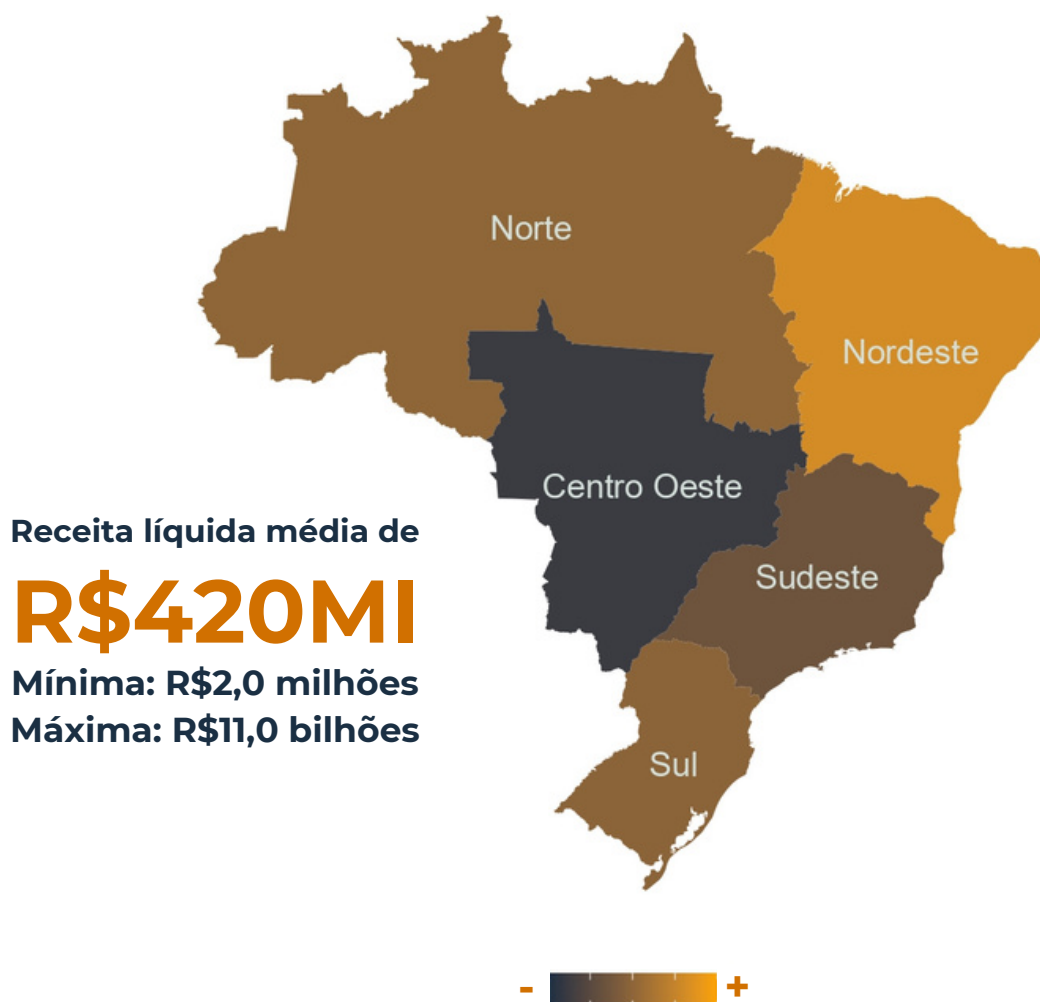 Norte
Nordeste
Centro Oeste
Receita líquida média de
Sudeste
R$420MI
Mínima: R$2,0 milhões
Máxima: R$11,0 bilhões
Sul
- +